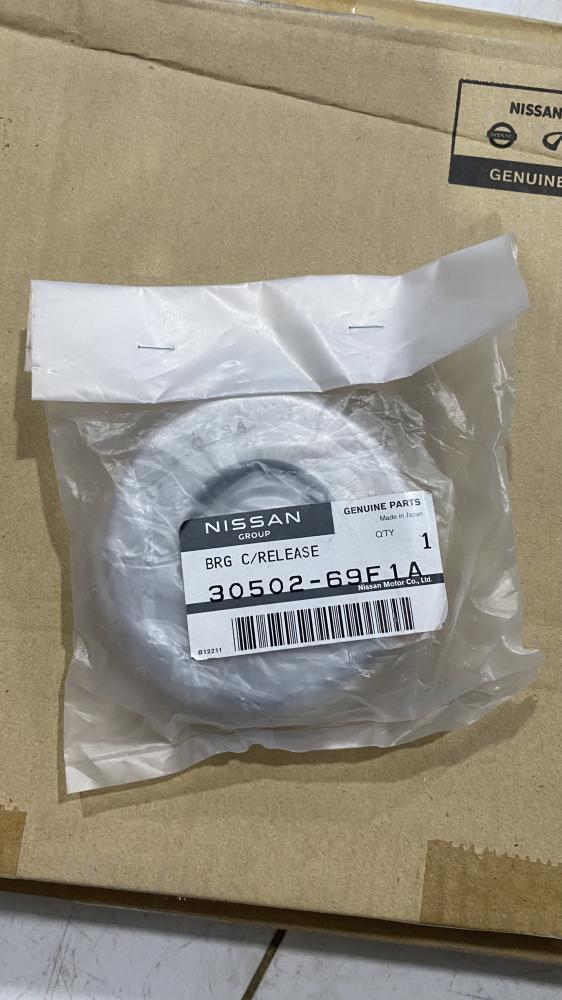 NISSAN
NISSAN
GENUINE
NISSAN
GROUP
GENUINE PARTS
Made in Japan
QTY 1
BRG C/RELEASE
30502-69F1A
Nissan Motor Co., Ltd.
B12211